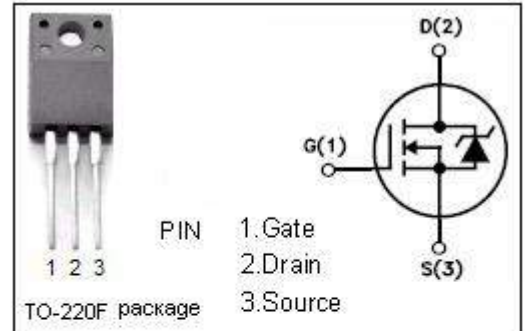 D(2)
G(1)
S(3)
1 2 3
PIN 1.Gate
2.Drain
3.Source
TO-220F package